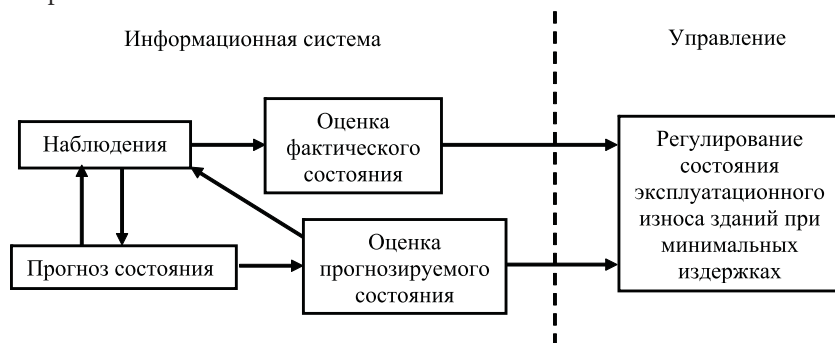 Информационная система
Управление
Наблюдения
Оценка
фактического
состояния
Прогноз состояния
Оценка
прогнозируемого
состояния
Регулирование
состояния
эксплуатационного
износа зданий при
минимальных
издержках